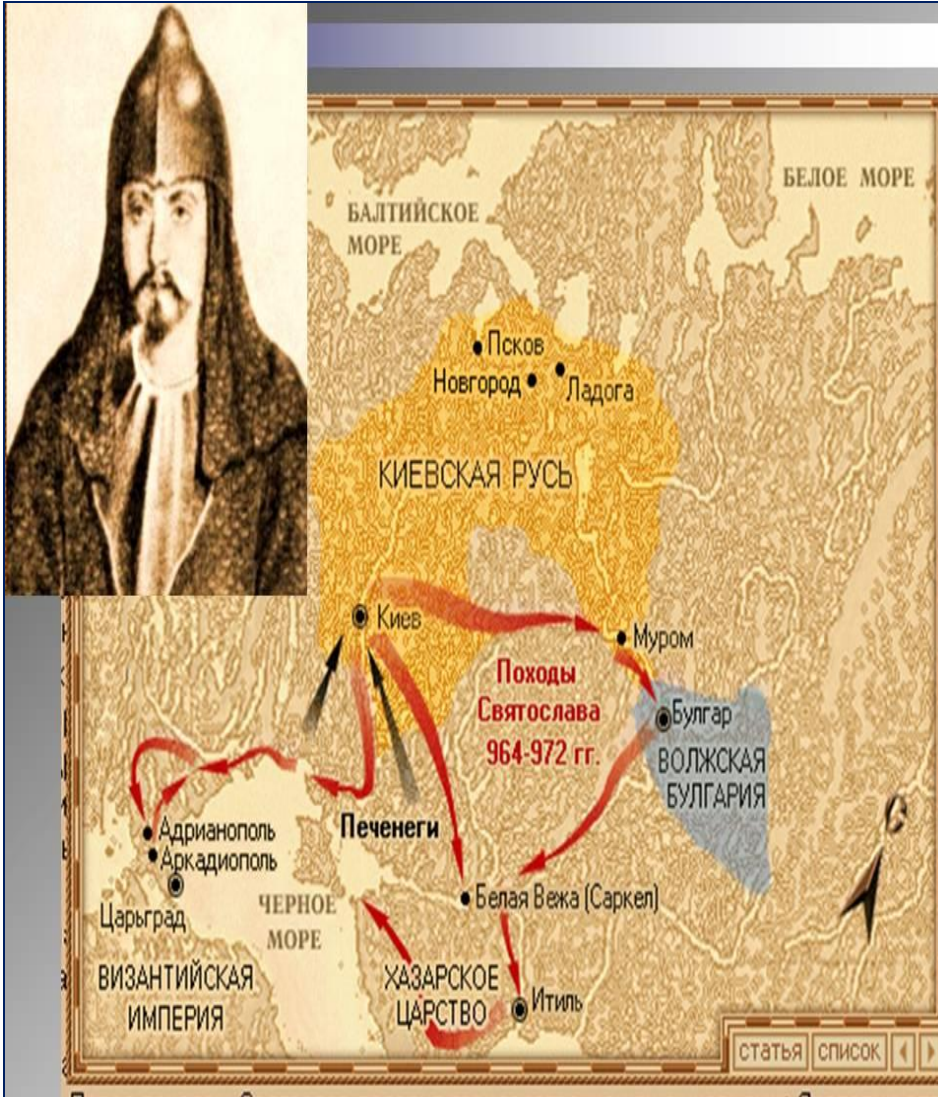 БЕЛОЕ МОРЕ
БАЛТИЙСКОЕ
МОРЕ
Псков
Новгород
Ладога
КИЕВСКАЯ РУСЬ
Киев
Муром
Походы
Святослава
964-972 гг.
Булгар
ВОЛЖСКАЯ
БУЛГАРИЯ
Печенеги
Адрианополь
Аркадиополь
Царьград
Белая Вежа (Саркел)
ЧЕРНОЕ
МОРЕ
ВИЗАНТИЙСКАЯ
ИМПЕРИЯ
ХАЗАРСКОЕ
ЦАРСТВО
Итиль
С
статья список